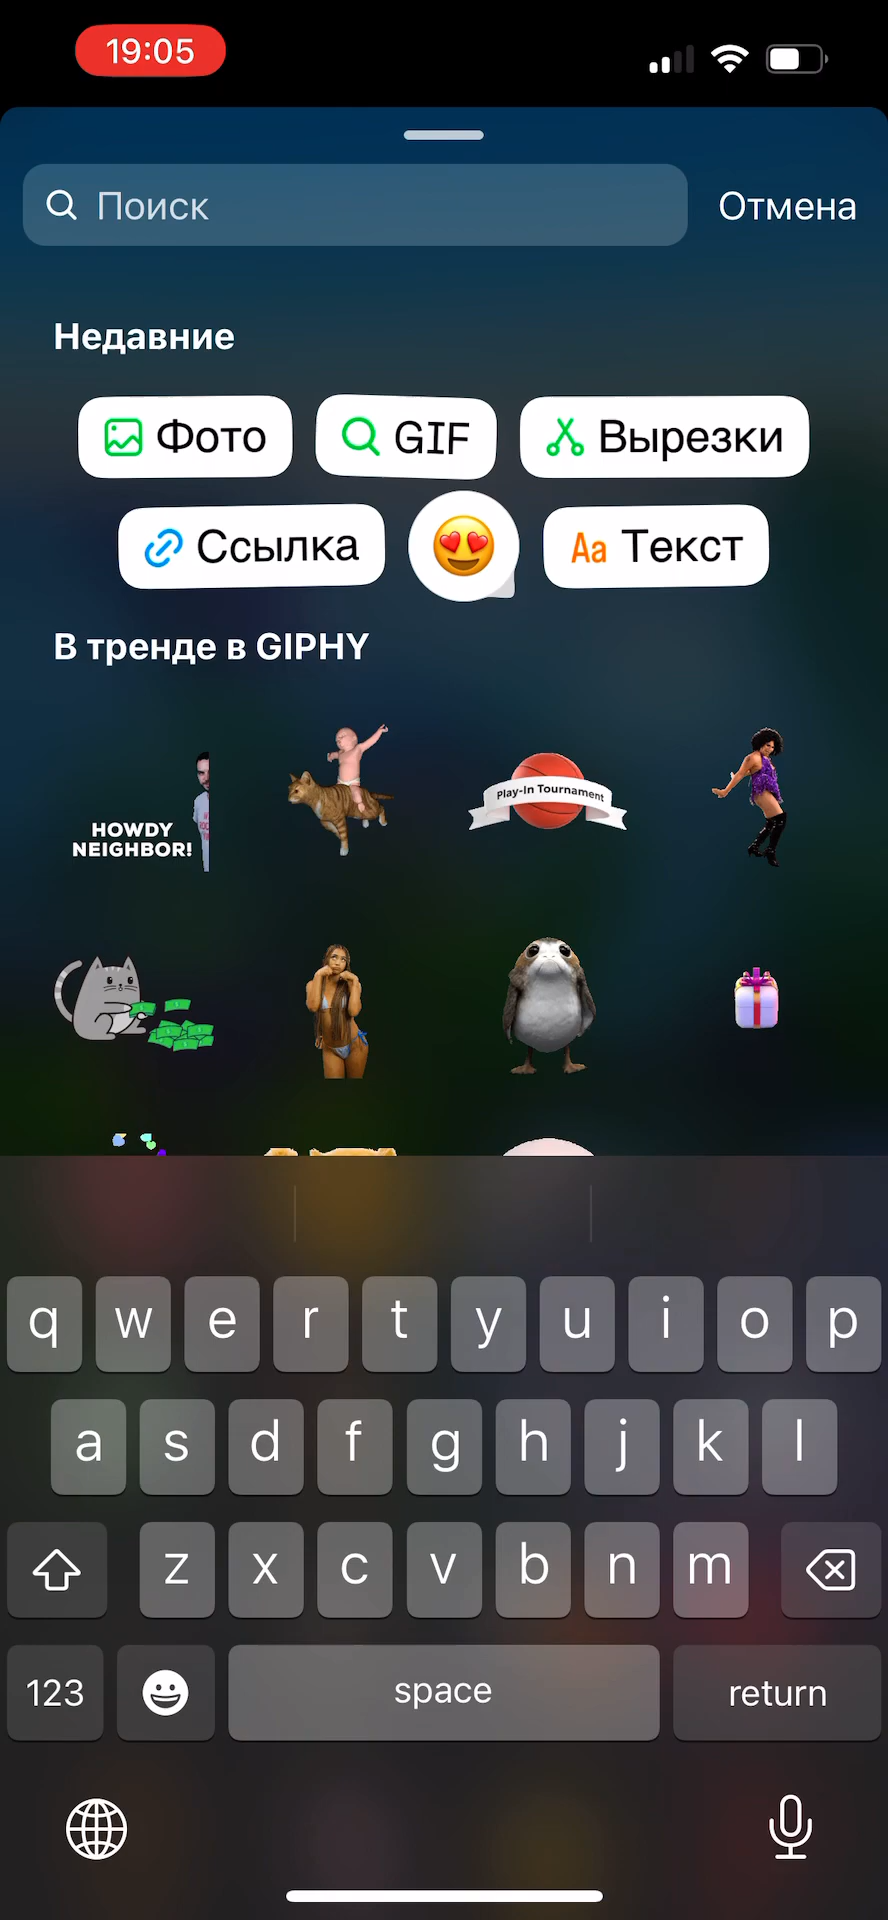 19:05
Поиск
Отмена
Недавние
Фото
GIF
Вырезки
Ссылка
Aa Текст
В тренде в GIPHY
HOWDY
NEIGHBOR!
Play-In Tournament
q w e r t y u i o p
a s d f g h j k l
z x c v b n m
123
space
return